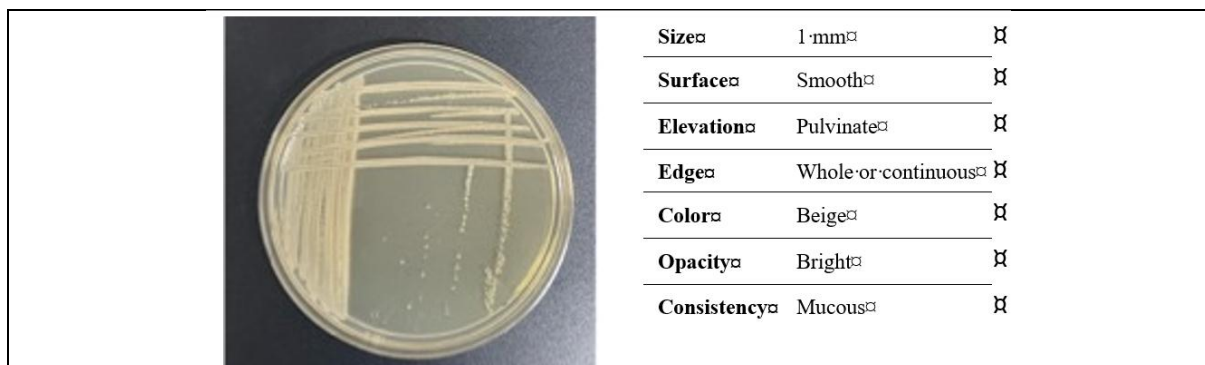 Size¤ 1·mm¤ ¤
Surface¤ Smooth¤ ¤
Elevation¤ Pulvinate¤ ¤
Edge¤ Whole·or·continuous¤ ¤
Color¤ Beige¤ ¤
Opacity¤ Bright¤ ¤
Consistency¤ Mucous¤ ¤